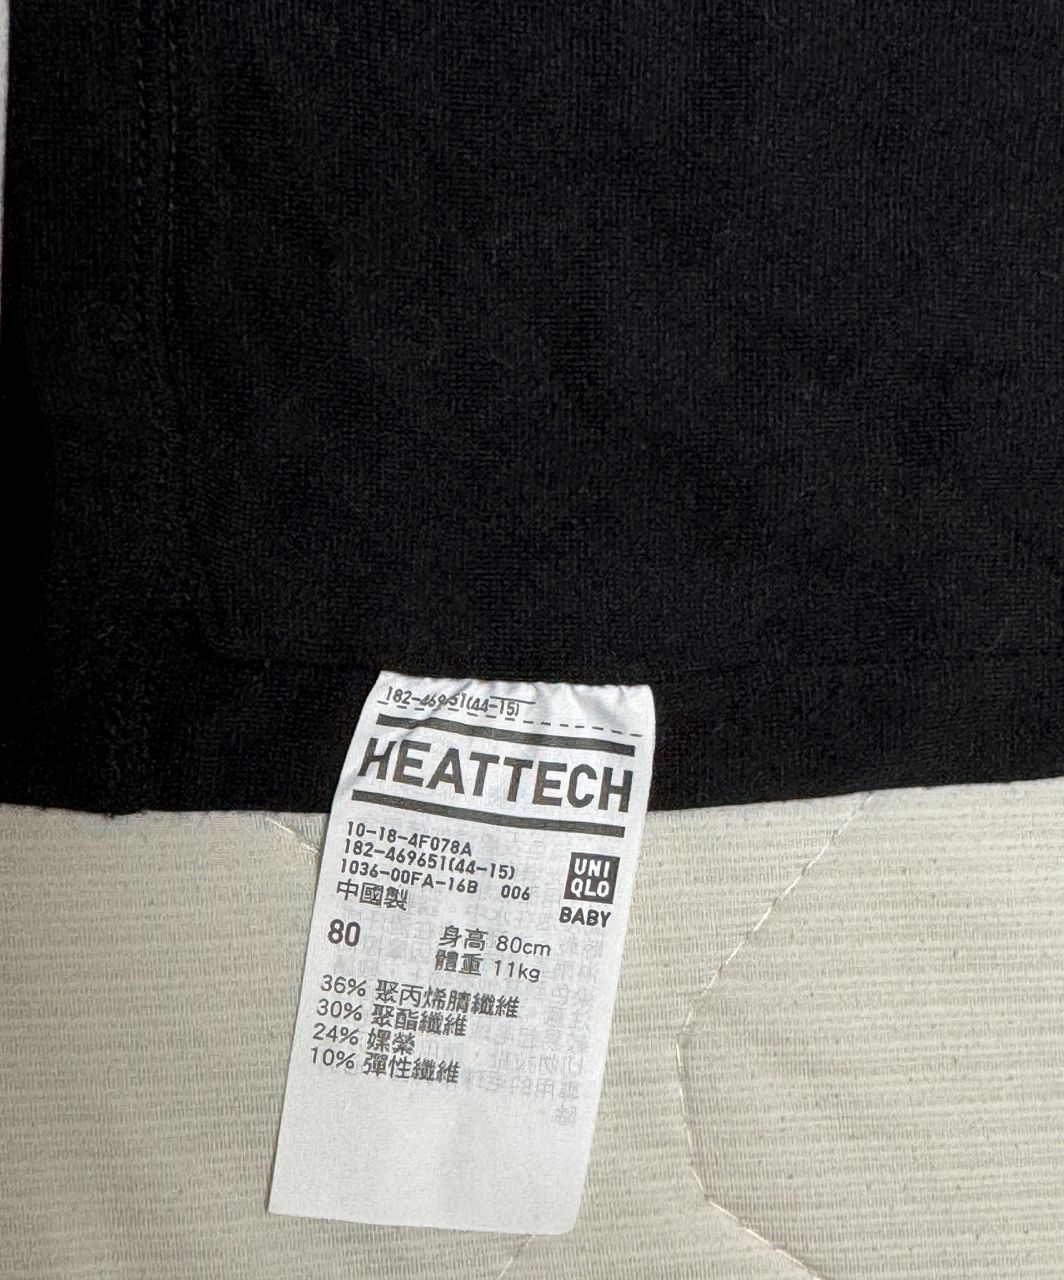 182-469651(44-15)
HEATTECH
10-18-4F078A
182-469651(44-15)
1036-00FA-16B 006
中國製
UNI
QLO
BABY
80
身高 80cm
體重 11kg
36% 聚丙烯腈纖維
30% 聚酯纖維
24% 嫘縈
10% 彈性纖維